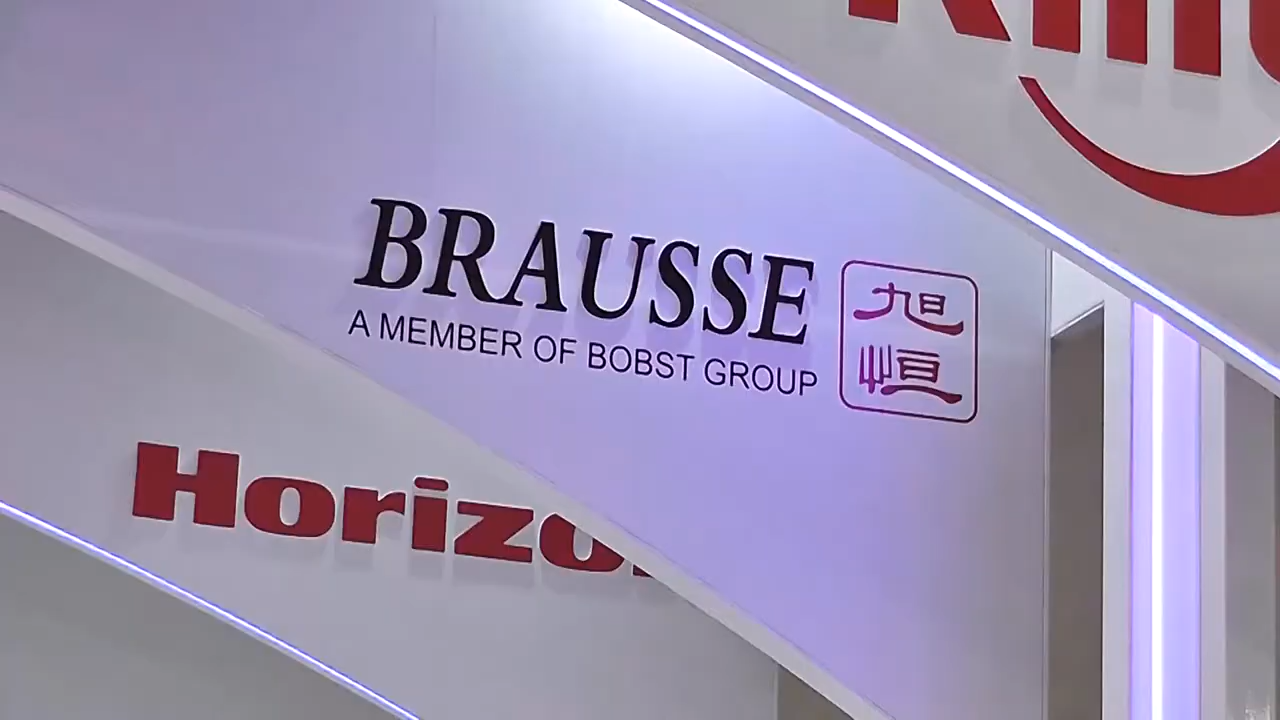 BRAUSSE
A MEMBER OF BOBST GROUP
旭
恒